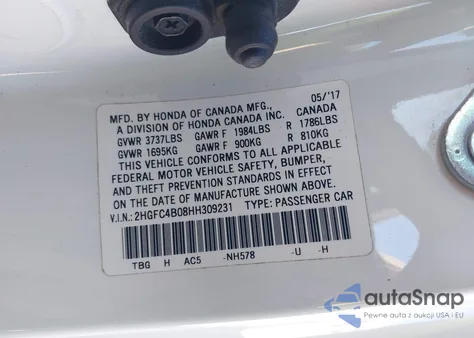 MFD. BY HONDA OF CANADA MFG., CANADA 05/'17
A DIVISION OF HONDA CANADA INC.
GVWR 3737LBS GAWR F 1984LBS R 1786LBS
GVWR 1695KG GAWR F 900KG R 810KG
THIS VEHICLE CONFORMS TO ALL APPLICABLE
FEDERAL MOTOR VEHICLE SAFETY, BUMPER,
AND THEFT PREVENTION STANDARDS IN EFFECT
ON THE DATE OF MANUFACTURE SHOWN ABOVE.
V.I.N.: 2HGFC4B08HH309231 TYPE: PASSENGER CAR
TBG H AC5 -NH578 -U -H
autoSnap
Pewne auta z USA i EU